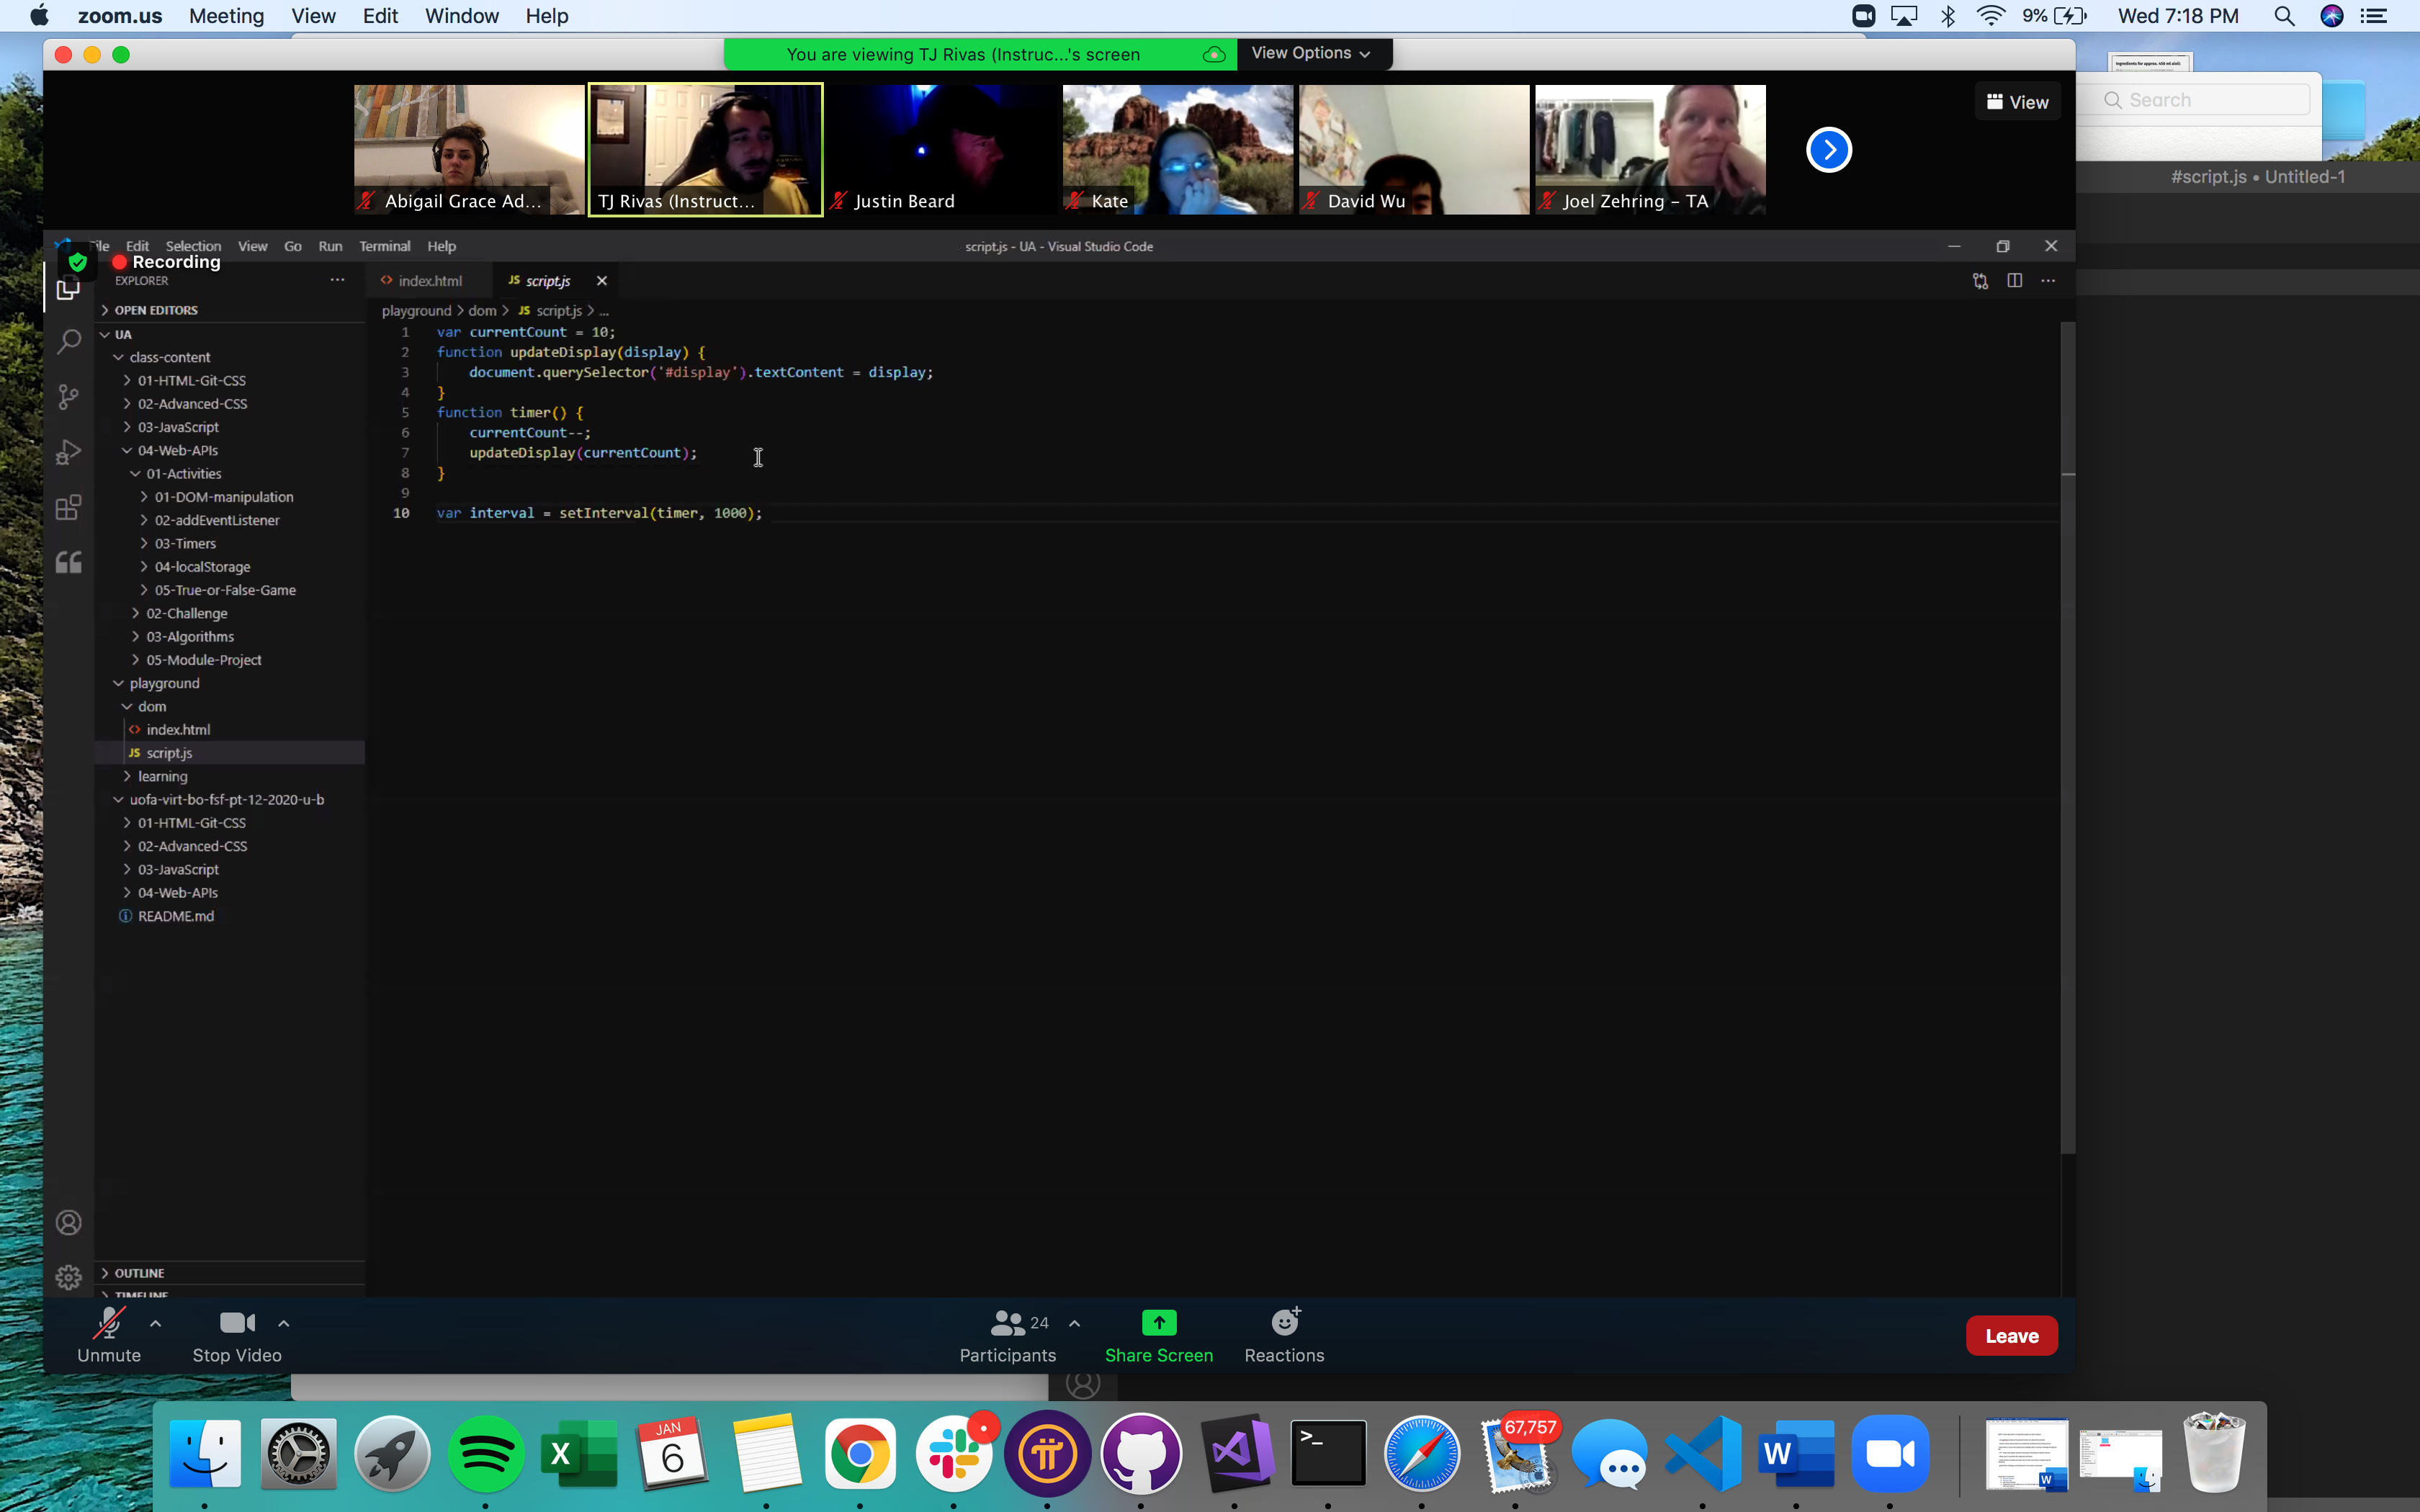 zoom.us Meeting View Edit Window Help 9% Wed 7:18 PM
You are viewing TJ Rivas (Instruc...'s screen View Options
Search
View
#script.js • Untitled-1
Abigail Grace Ad... TJ Rivas (Instruct... Justin Beard Kate David Wu Joel Zehring – TA
Edit Selection View Go Run Terminal Help script.js - UA - Visual Studio Code
Recording
EXPLORER
index.html JS script.js
OPEN EDITORS
playground > dom > JS script.js > ...
UA
class-content
01-HTML-Git-CSS
02-Advanced-CSS
03-JavaScript
04-Web-APIs
01-Activities
01-DOM-manipulation
02-addEventListener
03-Timers
04-localStorage
05-True-or-False-Game
02-Challenge
03-Algorithms
05-Module-Project
playground
dom
index.html
JS script.js
learning
uofa-virt-bo-fsf-pt-12-2020-u-b
01-HTML-Git-CSS
02-Advanced-CSS
03-JavaScript
04-Web-APIs
README.md
OUTLINE
TIMELINE
1 var currentCount = 10;
2 function updateDisplay(display) {
3 document.querySelector('#display').textContent = display;
4 }
5 function timer() {
6 currentCount--;
7 updateDisplay(currentCount);
8 }
9
10 var interval = setInterval(timer, 1000);
24
Unmute Stop Video Participants Share Screen Reactions Leave
JAN
6
67,757